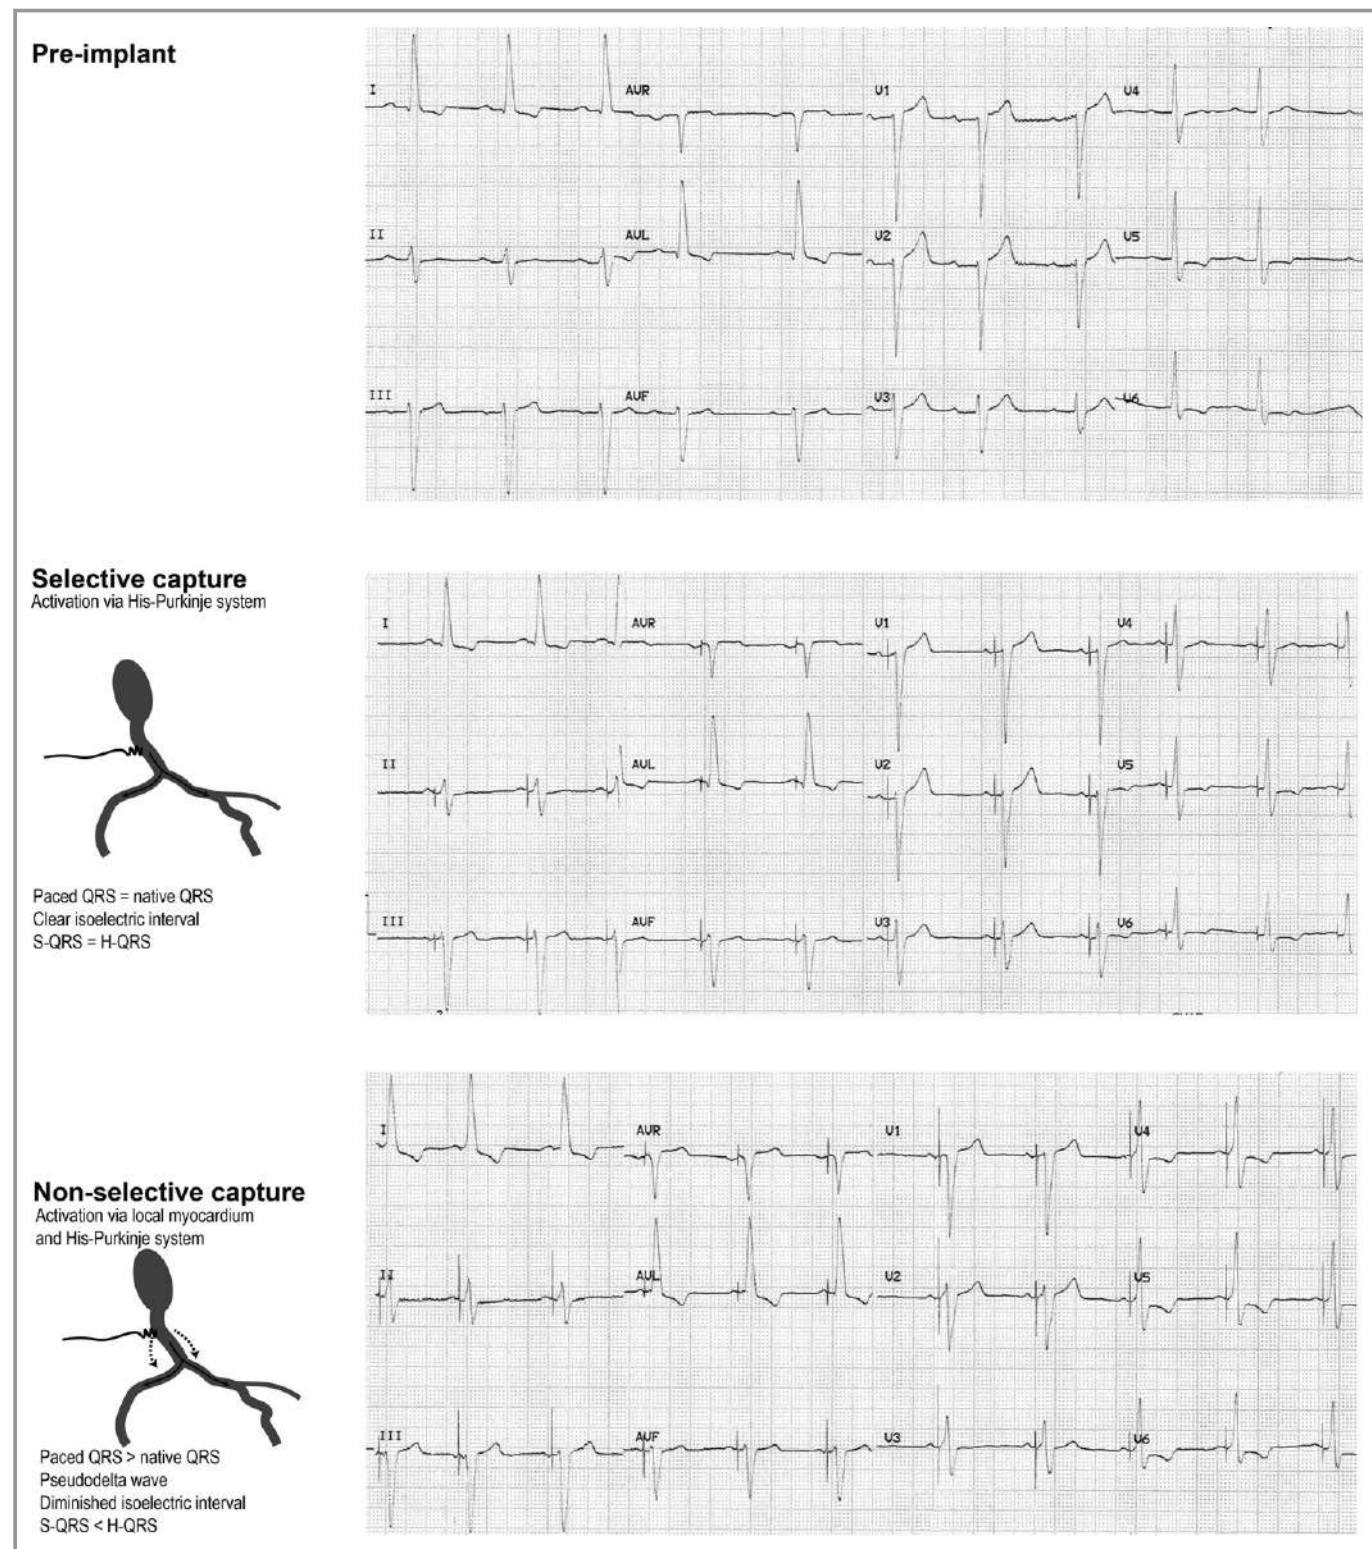 Pre-implant
I
AVR
V1
V4
II
AVL
V2
V5
III
AVF
V3
V6
Selective capture
Activation via His-Purkinje system
I
AVR
V1
V4
II
AVL
V2
V5
III
AVF
V3
V6
Paced QRS = native QRS
Clear isoelectric interval
S-QRS = H-QRS
I
AVR
V1
V4
Non-selective capture
Activation via local myocardium
and His-Purkinje system
II
AVL
V2
V5
III
AVF
V3
V6
Paced QRS > native QRS
Pseudodelta wave
Diminished isoelectric interval
S-QRS < H-QRS